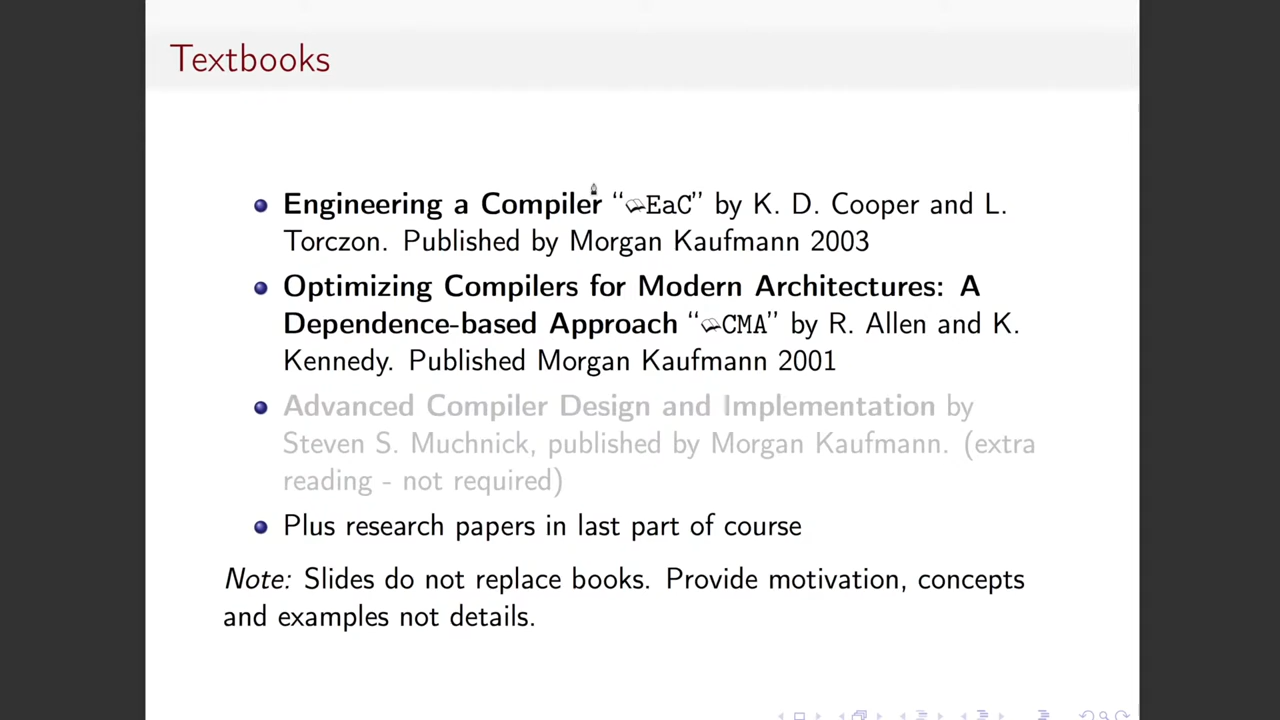 Textbooks
Engineering a Compiler “EaC” by K. D. Cooper and L.
Torczon. Published by Morgan Kaufmann 2003
Optimizing Compilers for Modern Architectures: A
Dependence-based Approach “CMA” by R. Allen and K.
Kennedy. Published Morgan Kaufmann 2001
Advanced Compiler Design and Implementation by
Steven S. Muchnick, published by Morgan Kaufmann. (extra
reading - not required)
Plus research papers in last part of course
Note: Slides do not replace books. Provide motivation, concepts
and examples not details.